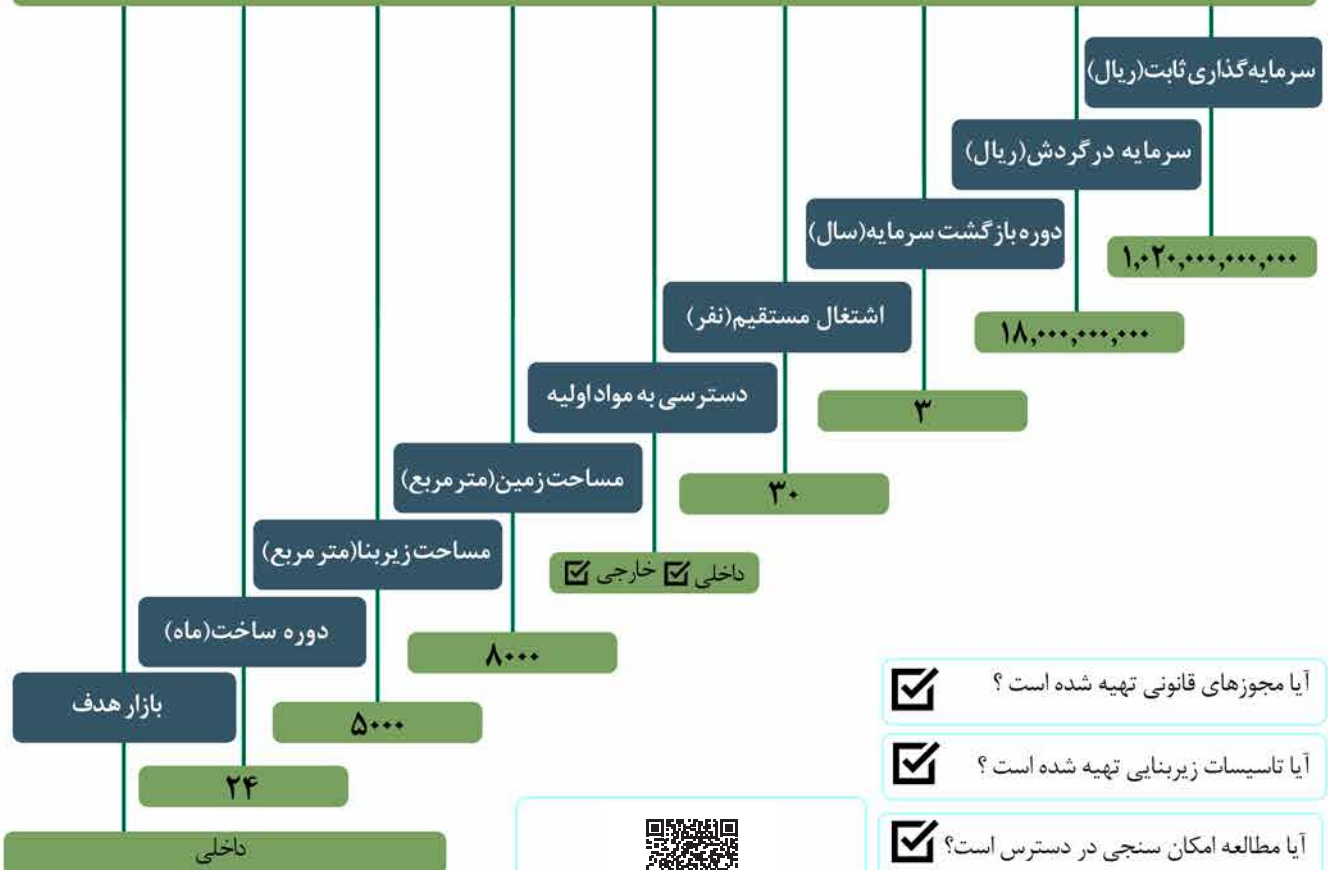 سرمایه‌گذاری ثابت(ریال)
۱,۰۲۰,۰۰۰,۰۰۰,۰۰۰
سرمایه در گردش(ریال)
۱۸,۰۰۰,۰۰۰,۰۰۰
دوره بازگشت سرمایه(سال)
۳
اشتغال مستقیم(نفر)
۳۰
دسترسی به مواد اولیه
داخلی ☑ خارجی ☑
مساحت زمین(متر مربع)
۸۰۰۰
مساحت زیربنا(متر مربع)
۵۰۰۰
دوره ساخت(ماه)
۲۴
بازار هدف
داخلی
آیا مجوزهای قانونی تهیه شده است ؟ ☑
آیا تاسیسات زیربنایی تهیه شده است ؟ ☑
آیا مطالعه امکان سنجی در دسترس است؟ ☑